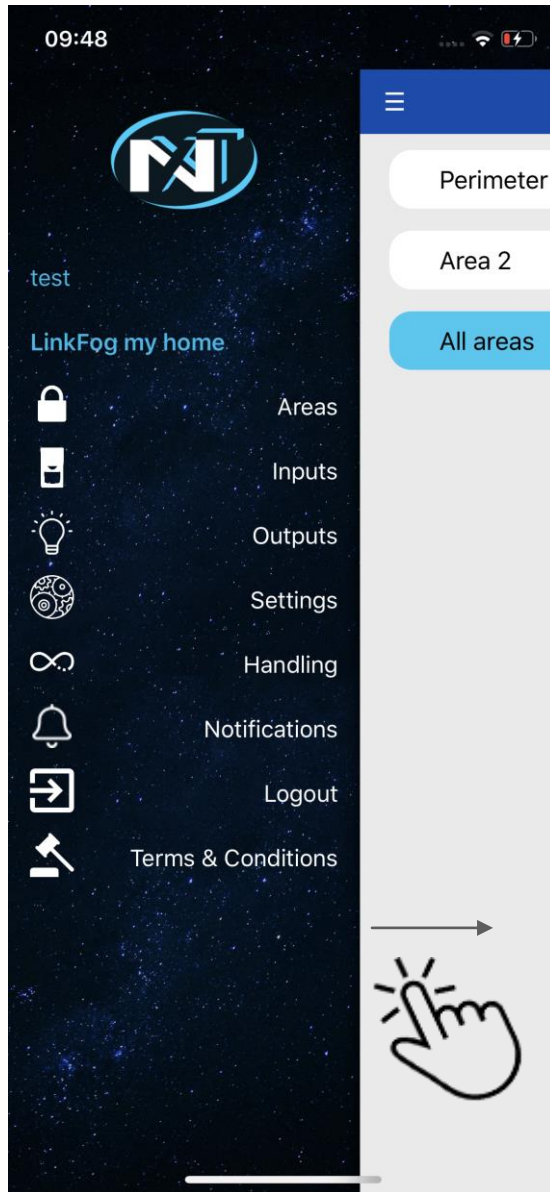 09:48
NXT
test
LinkFog my home
Areas
Inputs
Outputs
Settings
Handling
Notifications
Logout
Terms & Conditions
Perimeter
Area 2
All areas